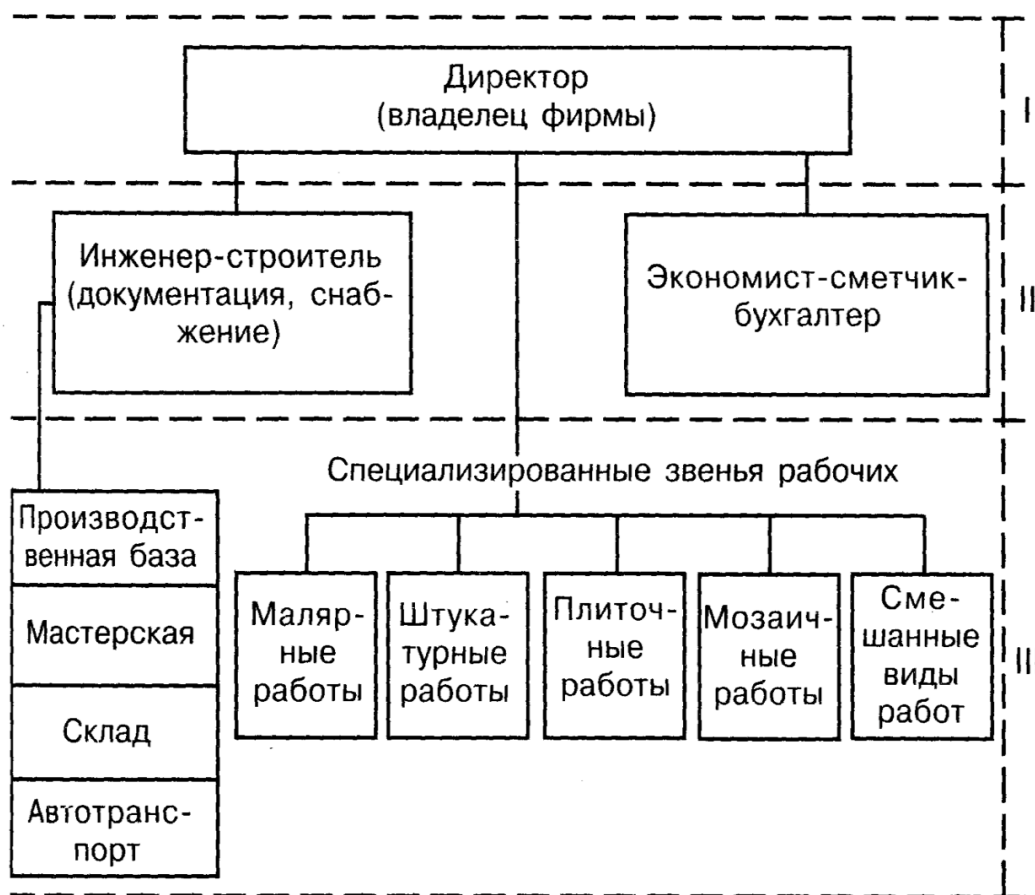 Директор
(владелец фирмы)
I
Инженер-строитель
(документация, снаб-
жение)
Экономист-сметчик-
бухгалтер
II
Специализированные звенья рабочих
Производст-
венная база
Мастерская
Склад
Автотранс-
порт
Маляр-
ные
работы
Штука-
турные
работы
Плиточ-
ные
работы
Мозаич-
ные
работы
Сме-
шанные
виды
работ
II